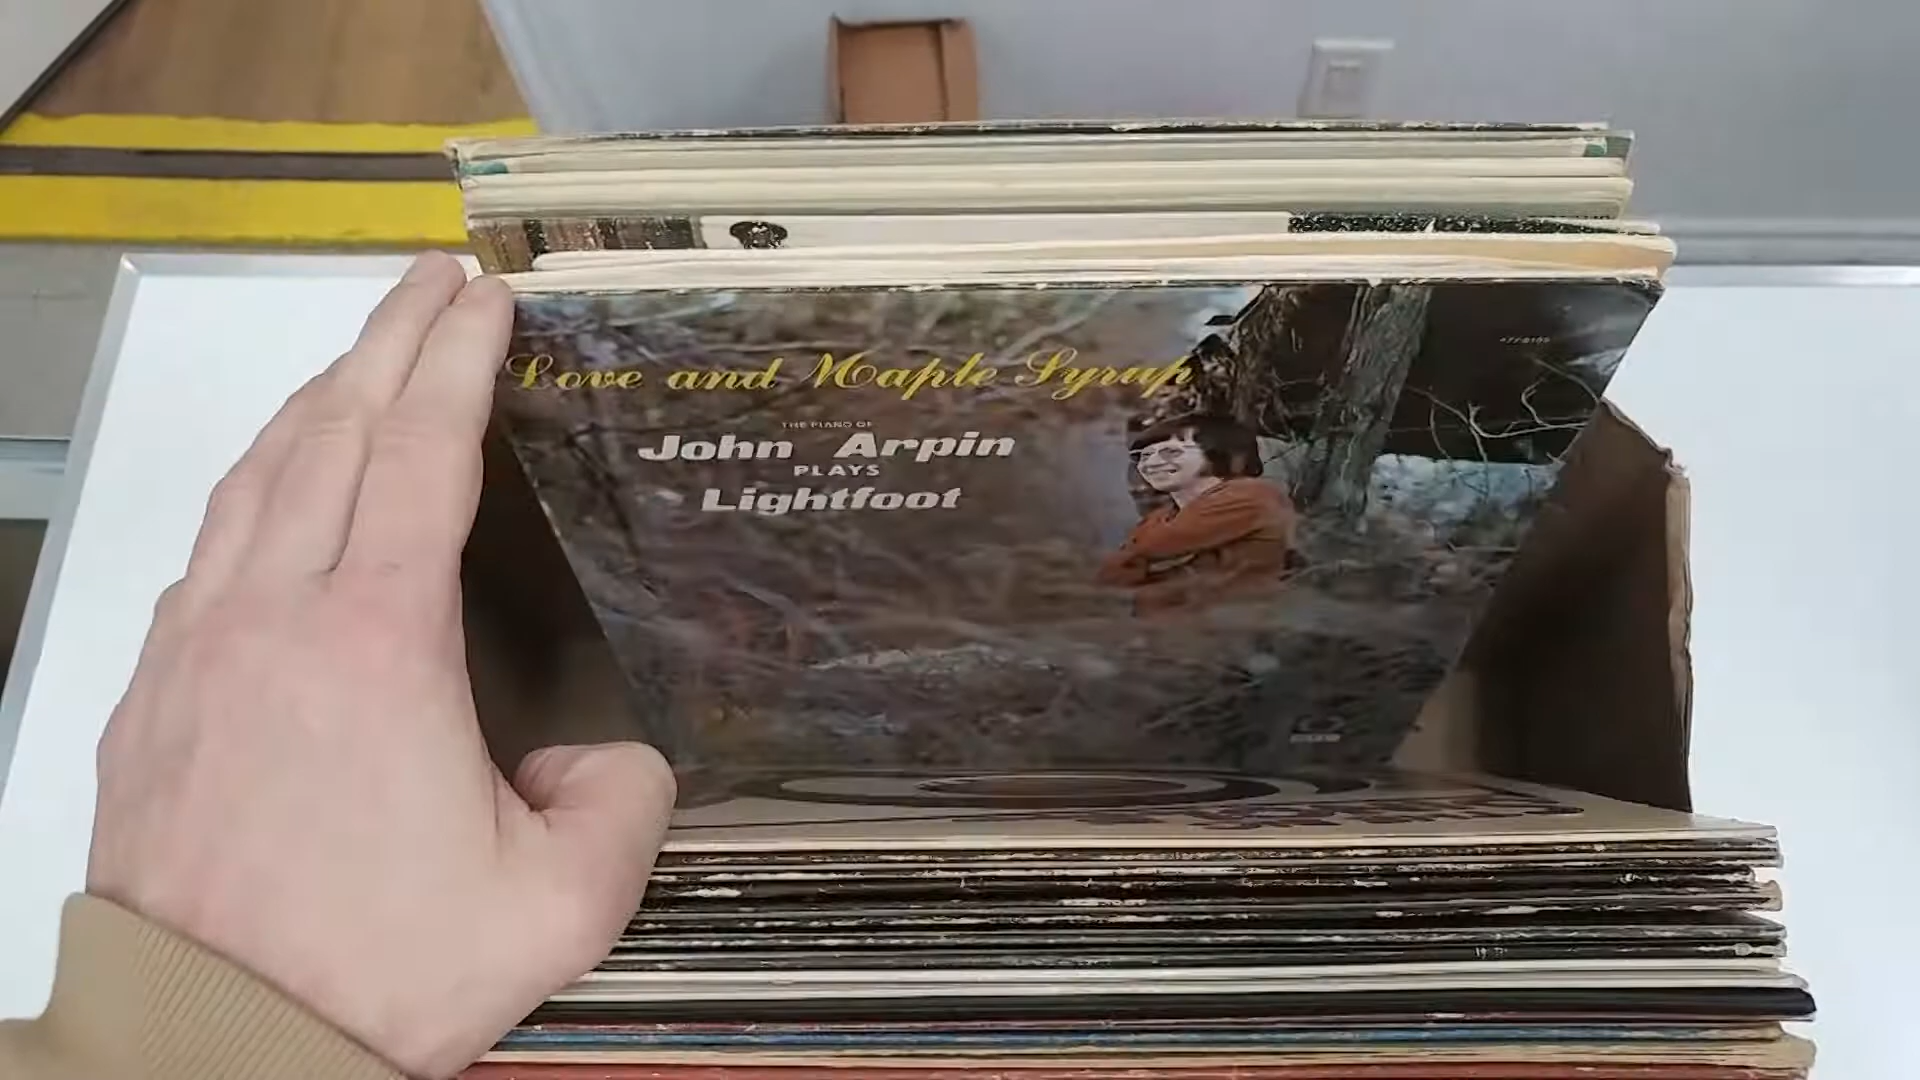 Love and Maple Syrup
THE PIANO OF
John Arpin
PLAYS
Lightfoot